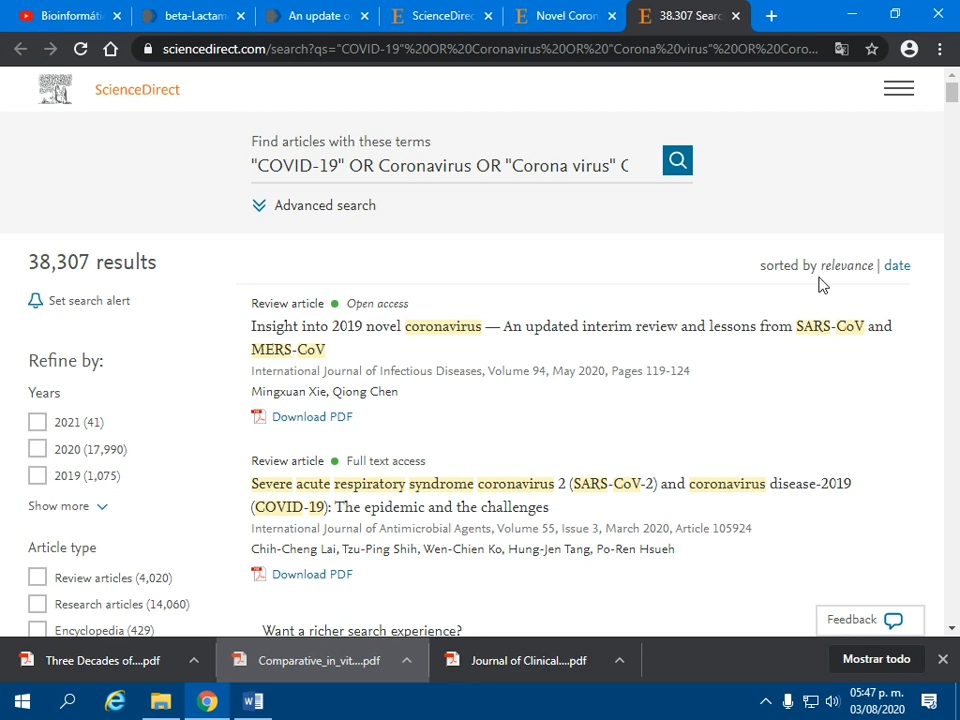 Bioinformáti
beta-Lactam
An update o
ScienceDirec
Novel Coron
38.307 Sear
sciencedirect.com/search?qs="COVID-19"%20OR%20Coronavirus%20OR%20"Corona%20virus"%20OR%20Coro...
ScienceDirect
Find articles with these terms
"COVID-19" OR Coronavirus OR "Corona virus" O
Advanced search
38,307 results
sorted by relevance | date
Set search alert
Refine by:
Years
2021 (41)
2020 (17,990)
2019 (1,075)
Show more
Article type
Review articles (4,020)
Research articles (14,060)
Encyclopedia (429)
Review article Open access
Insight into 2019 novel coronavirus — An updated interim review and lessons from SARS-CoV and
MERS-CoV
International Journal of Infectious Diseases, Volume 94, May 2020, Pages 119-124
Mingxuan Xie, Qiong Chen
Download PDF
Review article Full text access
Severe acute respiratory syndrome coronavirus 2 (SARS-CoV-2) and coronavirus disease-2019
(COVID-19): The epidemic and the challenges
International Journal of Antimicrobial Agents, Volume 55, Issue 3, March 2020, Article 105924
Chih-Cheng Lai, Tzu-Ping Shih, Wen-Chien Ko, Hung-Jen Tang, Po-Ren Hsueh
Download PDF
Want a richer search experience?
Feedback
Three Decades of....pdf
Comparative_in_vit....pdf
Journal of Clinical....pdf
Mostrar todo
05:47 p. m.
03/08/2020